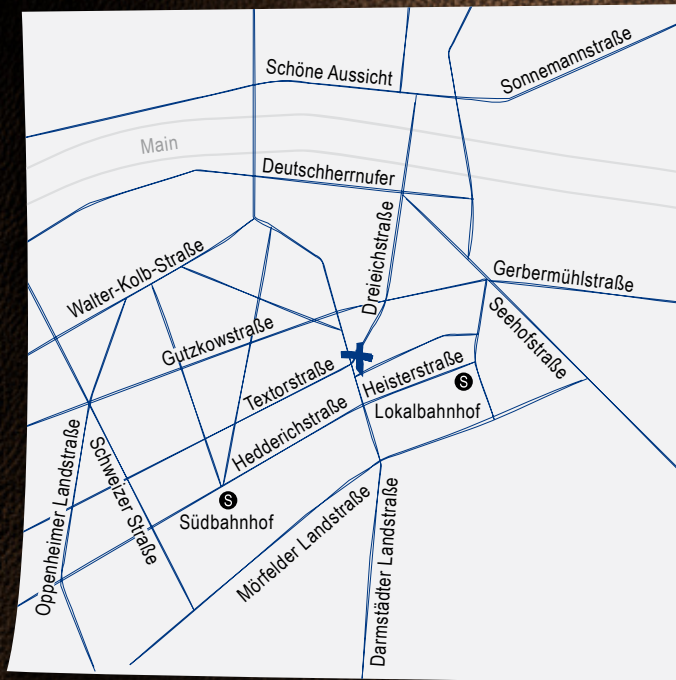 Schöne Aussicht
Sonnemannstraße
Main
Deutschherrnufer
Dreieichstraße
Walter-Kolb-Straße
Gerbermühlstraße
Seehofstraße
Gutzkowstraße
Textorstraße
Heisterstraße
S
Lokalbahnhof
Hedderichstraße
Oppenheimer Landstraße
Schweizer Straße
S
Südbahnhof
Mörfelder Landstraße
Darmstädter Landstraße